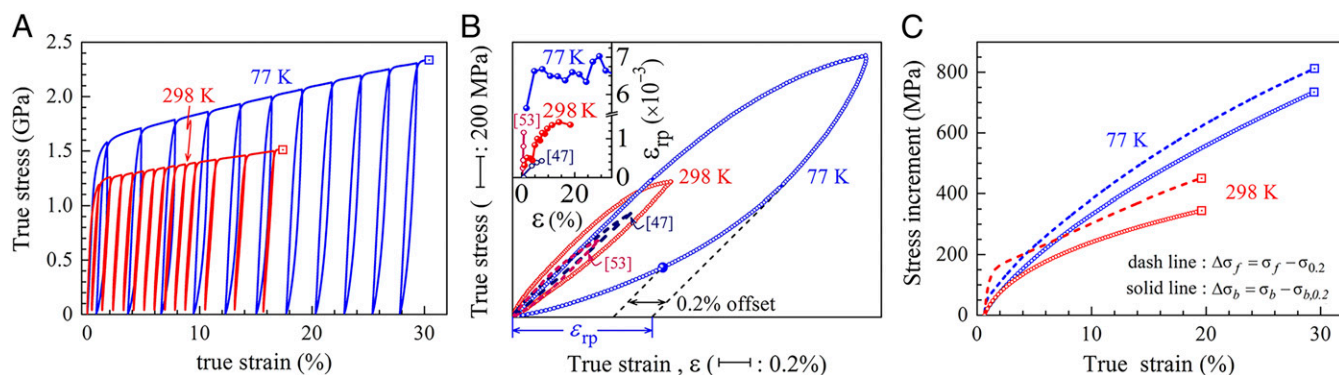 A
True stress (GPa)
2.5
2.0
1.5
1.0
0.5
0
77 K
298 K
0
10
20
30
true strain (%)
B
True stress ( : 200 MPa)
77 K
298 K
[53]
[47]
7
6
1
0
εrp (×10⁻³)
0
10
20
30
ε (%)
298 K
77 K
[47]
[53]
0.2% offset
εrp
True strain , ε ( : 0.2%)
C
Stress increment (MPa)
1000
800
600
400
200
0
77 K
298 K
dash line : Δσf = σf − σ0.2
solid line : Δσb = σb − σb,0.2
0
10
20
30
True strain (%)